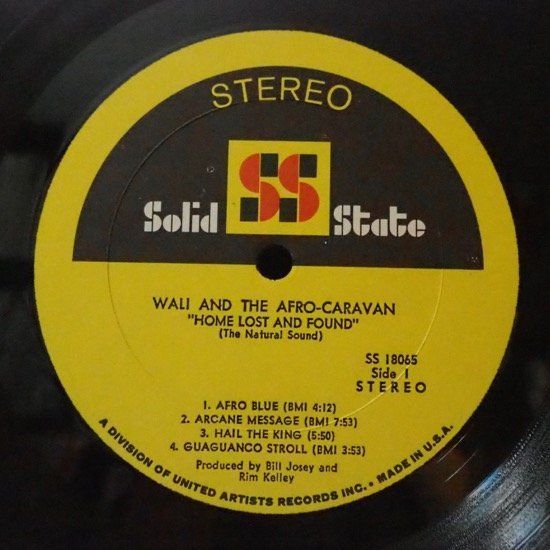 STEREO
SS
Solid State
WALI AND THE AFRO-CARAVAN
"HOME LOST AND FOUND"
(The Natural Sound)
SS 18065
Side 1
STEREO
1. AFRO BLUE (BMI 4:12)
2. ARCANE MESSAGE (BMI 7:53)
3. HAIL THE KING (5:50)
4. GUAGUANCO STROLL (BMI 3:53)
Produced by Bill Josey and
Rim Kelley
A DIVISION OF UNITED ARTISTS RECORDS INC. • MADE IN U.S.A.